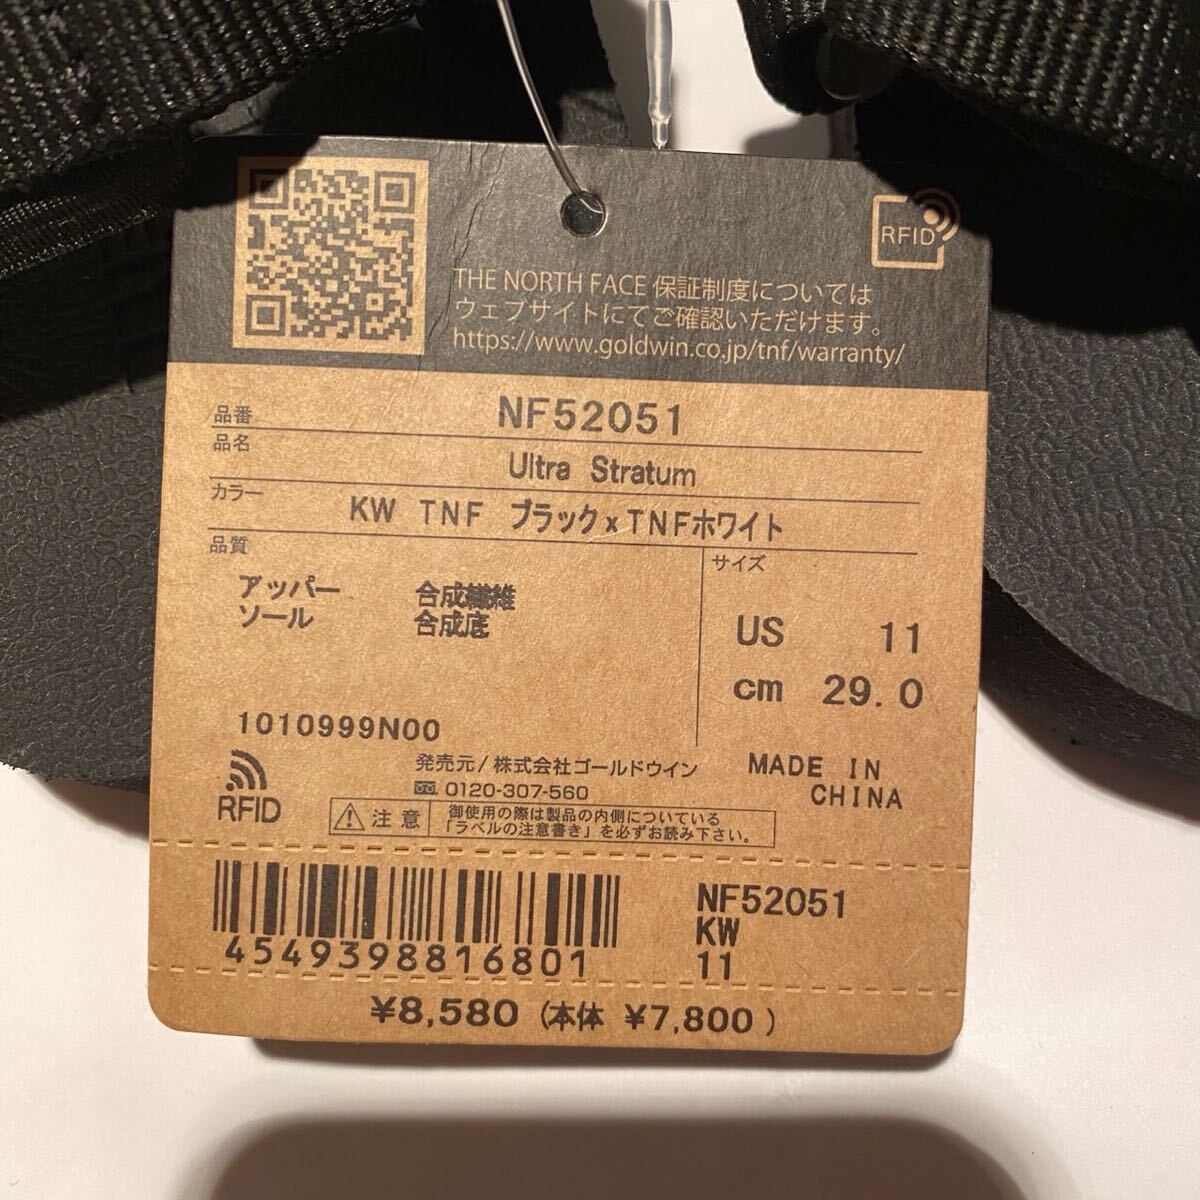 RFID
THE NORTH FACE 保証制度については
ウェブサイトにてご確認いただけます。
https://www.goldwin.co.jp/tnf/warranty/
品番 NF52051
品名 Ultra Stratum
カラー KW TNF ブラック×TNFホワイト
品質
アッパー 合成繊維
ソール 合成底
サイズ
US 11
cm 29.0
1010999N00
RFID
発売元/株式会社ゴールドウイン
0120-307-560
MADE IN
CHINA
注意
御使用の際は製品の内側についている
「ラベルの注意書き」を必ずお読み下さい。
4549398816801
NF52051
KW
11
¥8,580 (本体 ¥7,800 )